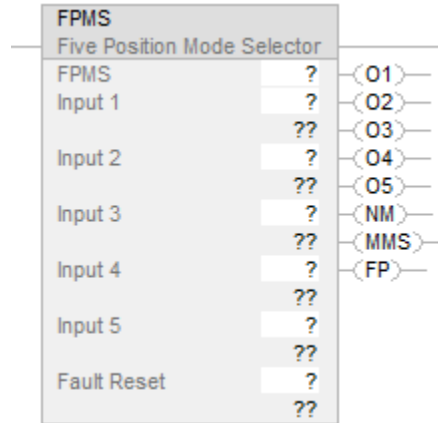 FPMS
Five Position Mode Selector
FPMS ? O1
Input 1 ? O2
?? O3
Input 2 ? O4
?? O5
Input 3 ? NM
?? MMS
Input 4 ? FP
??
Input 5 ?
??
Fault Reset ?
??